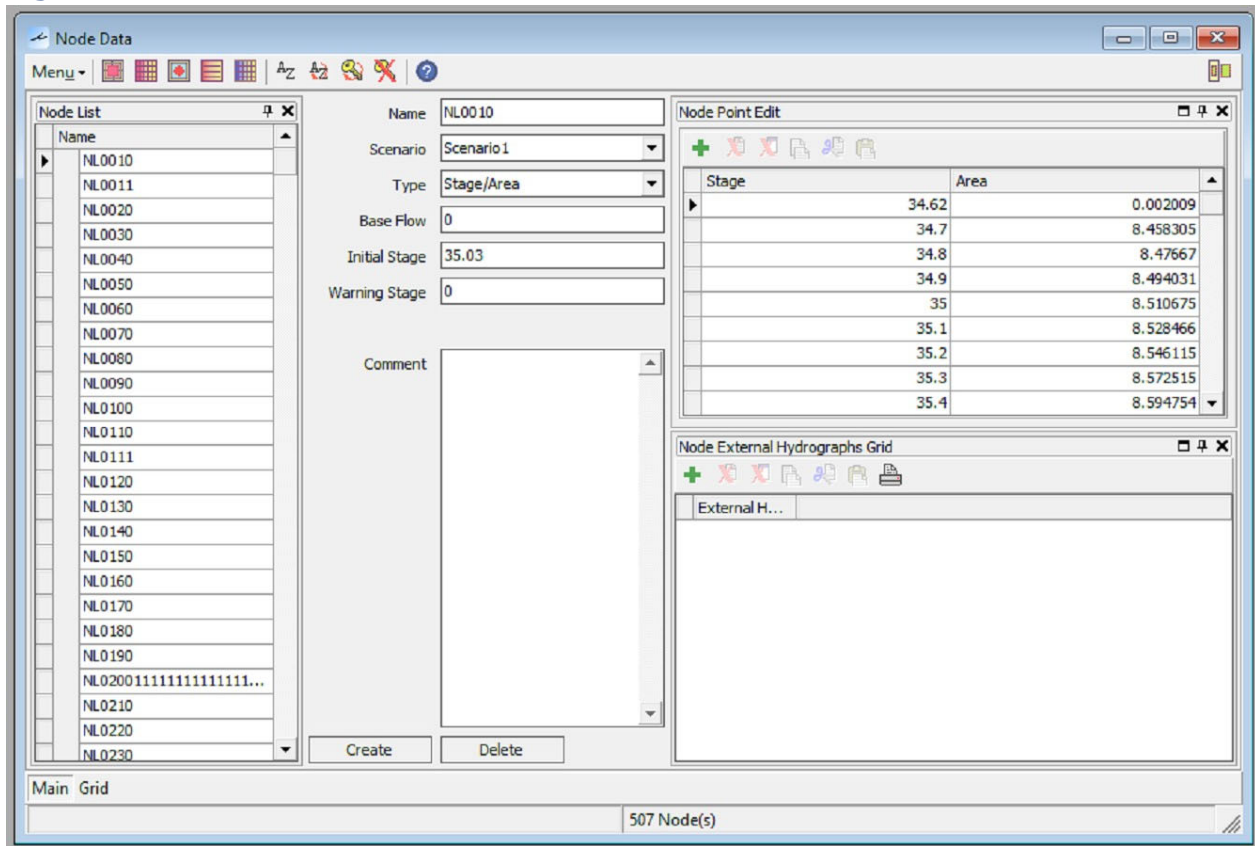 Node Data
Menu
Node List
Name
NL0010
NL0011
NL0020
NL0030
NL0040
NL0050
NL0060
NL0070
NL0080
NL0090
NL0100
NL0110
NL0111
NL0120
NL0130
NL0140
NL0150
NL0160
NL0170
NL0180
NL0190
NL020011111111111111...
NL0210
NL0220
NL0230
Name NL0010
Scenario Scenario1
Type Stage/Area
Base Flow 0
Initial Stage 35.03
Warning Stage 0
Comment
Create Delete
Node Point Edit
Stage Area
34.62 0.002009
34.7 8.458305
34.8 8.47667
34.9 8.494031
35 8.510675
35.1 8.528466
35.2 8.546115
35.3 8.572515
35.4 8.594754
Node External Hydrographs Grid
External H...
Main Grid
507 Node(s)